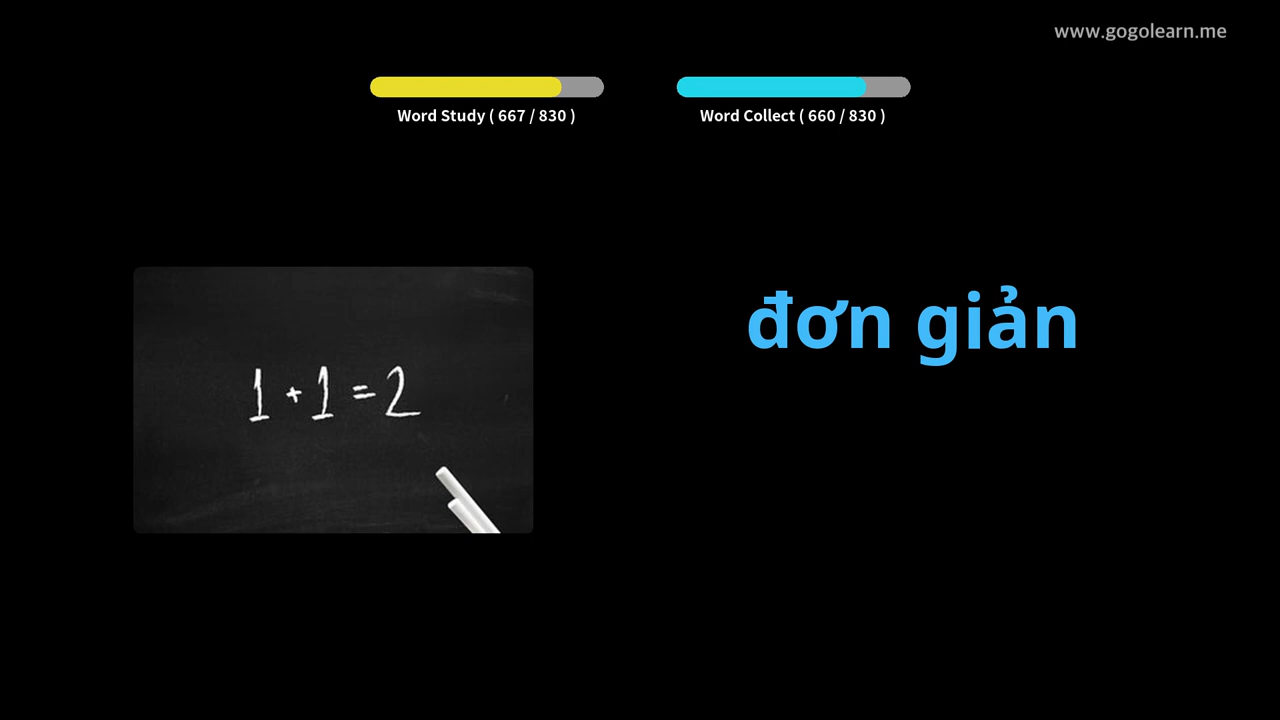 www.gogolearn.me
Word Study ( 667 / 830 )
Word Collect ( 660 / 830 )
đơn giản
1 + 1 = 2